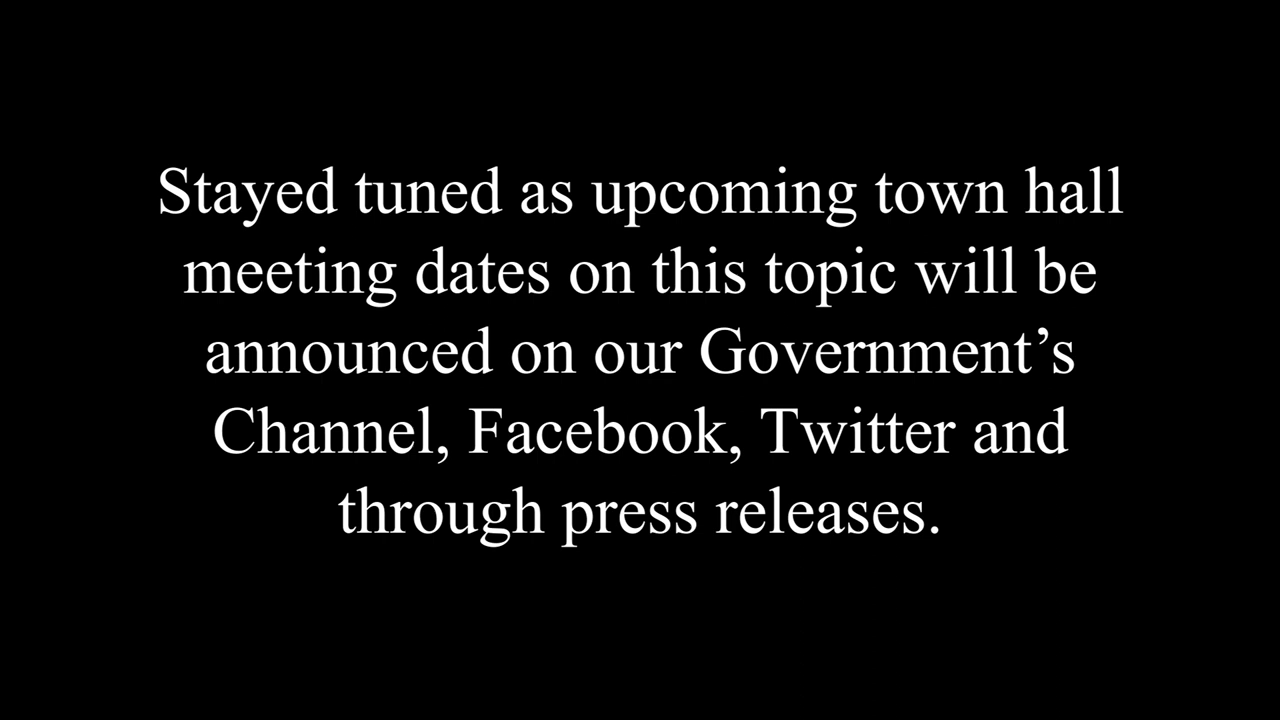 Stayed tuned as upcoming town hall
meeting dates on this topic will be
announced on our Government’s
Channel, Facebook, Twitter and
through press releases.